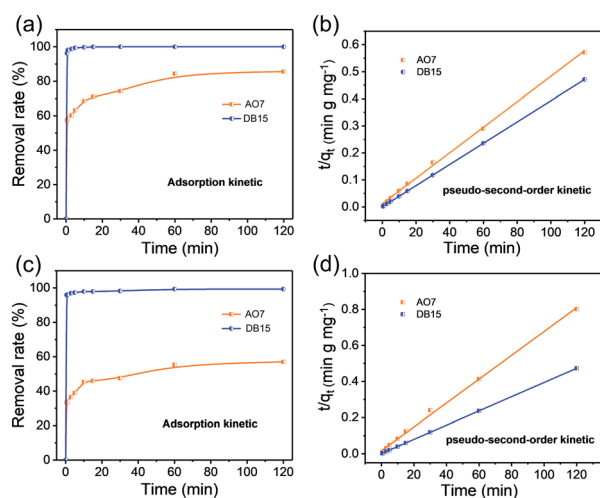 (a)
100
80
60
40
20
0
Removal rate (%)
AO7
DB15
Adsorption kinetic
0 20 40 60 80 100 120
Time (min)
(b)
0.6
0.5
0.4
0.3
0.2
0.1
0.0
t/qt (min g mg⁻¹)
AO7
DB15
pseudo-second-order kinetic
0 20 40 60 80 100 120
Time (min)
(c)
100
80
60
40
20
0
Removal rate (%)
AO7
DB15
Adsorption kinetic
0 20 40 60 80 100 120
Time (min)
(d)
1.0
0.8
0.6
0.4
0.2
0.0
t/qt (min g mg⁻¹)
AO7
DB15
pseudo-second-order kinetic
0 20 40 60 80 100 120
Time (min)